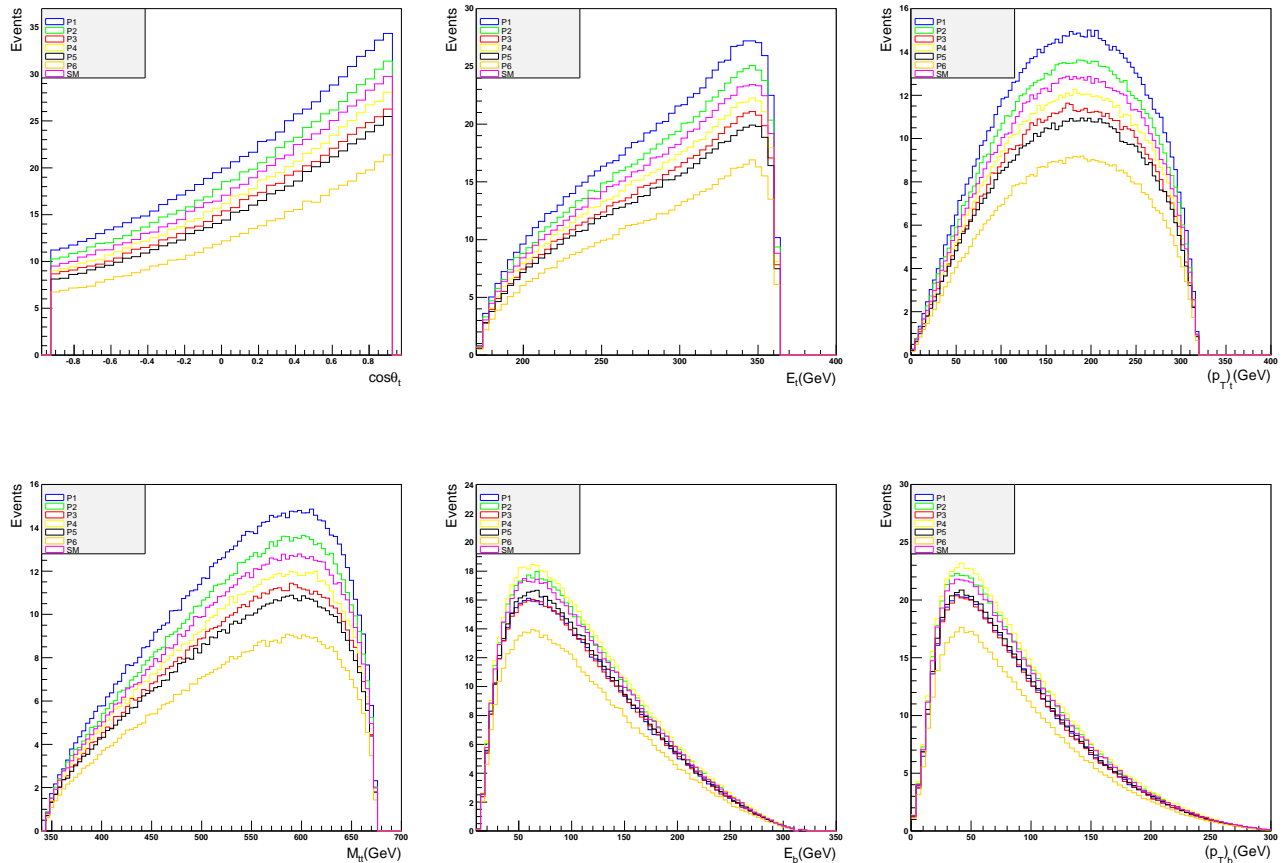 Events
35
30
25
20
15
10
5
0
P1
P2
P3
P4
P5
P6
SM
-0.8 -0.6 -0.4 -0.2 0 0.2 0.4 0.6 0.8
cosθt
Events
30
25
20
15
10
5
0
P1
P2
P3
P4
P5
P6
SM
200 250 300 350 400
Et(GeV)
Events
16
14
12
10
8
6
4
2
0
P1
P2
P3
P4
P5
P6
SM
0 50 100 150 200 250 300 350 400
(pT)t(GeV)
Events
16
14
12
10
8
6
4
2
0
P1
P2
P3
P4
P5
P6
SM
350 400 450 500 550 600 650 700
Mtt(GeV)
Events
24
22
20
18
16
14
12
10
8
6
4
2
0
P1
P2
P3
P4
P5
P6
SM
50 100 150 200 250 300 350
Eb(GeV)
Events
30
25
20
15
10
5
0
P1
P2
P3
P4
P5
P6
SM
0 50 100 150 200 250 300
(pT)b(GeV)